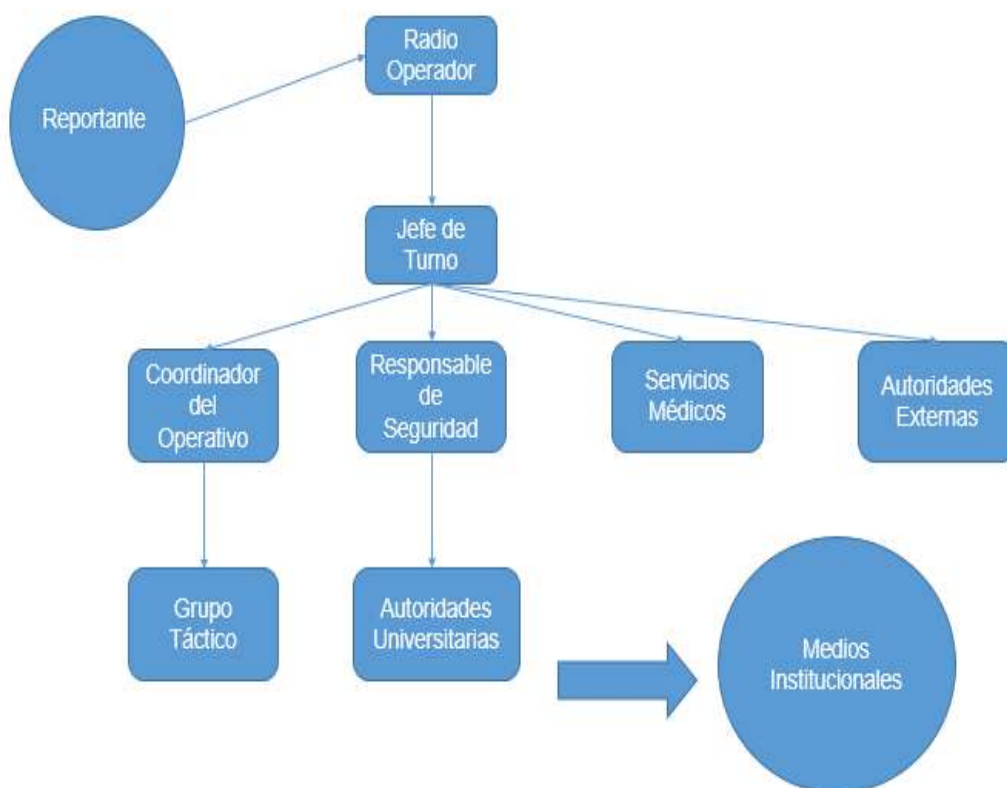 Reportante
Radio
Operador
Jefe de
Turno
Coordinador
del
Operativo
Responsable
de
Seguridad
Servicios
Médicos
Autoridades
Externas
Grupo
Táctico
Autoridades
Universitarias
Medios
Institucionales